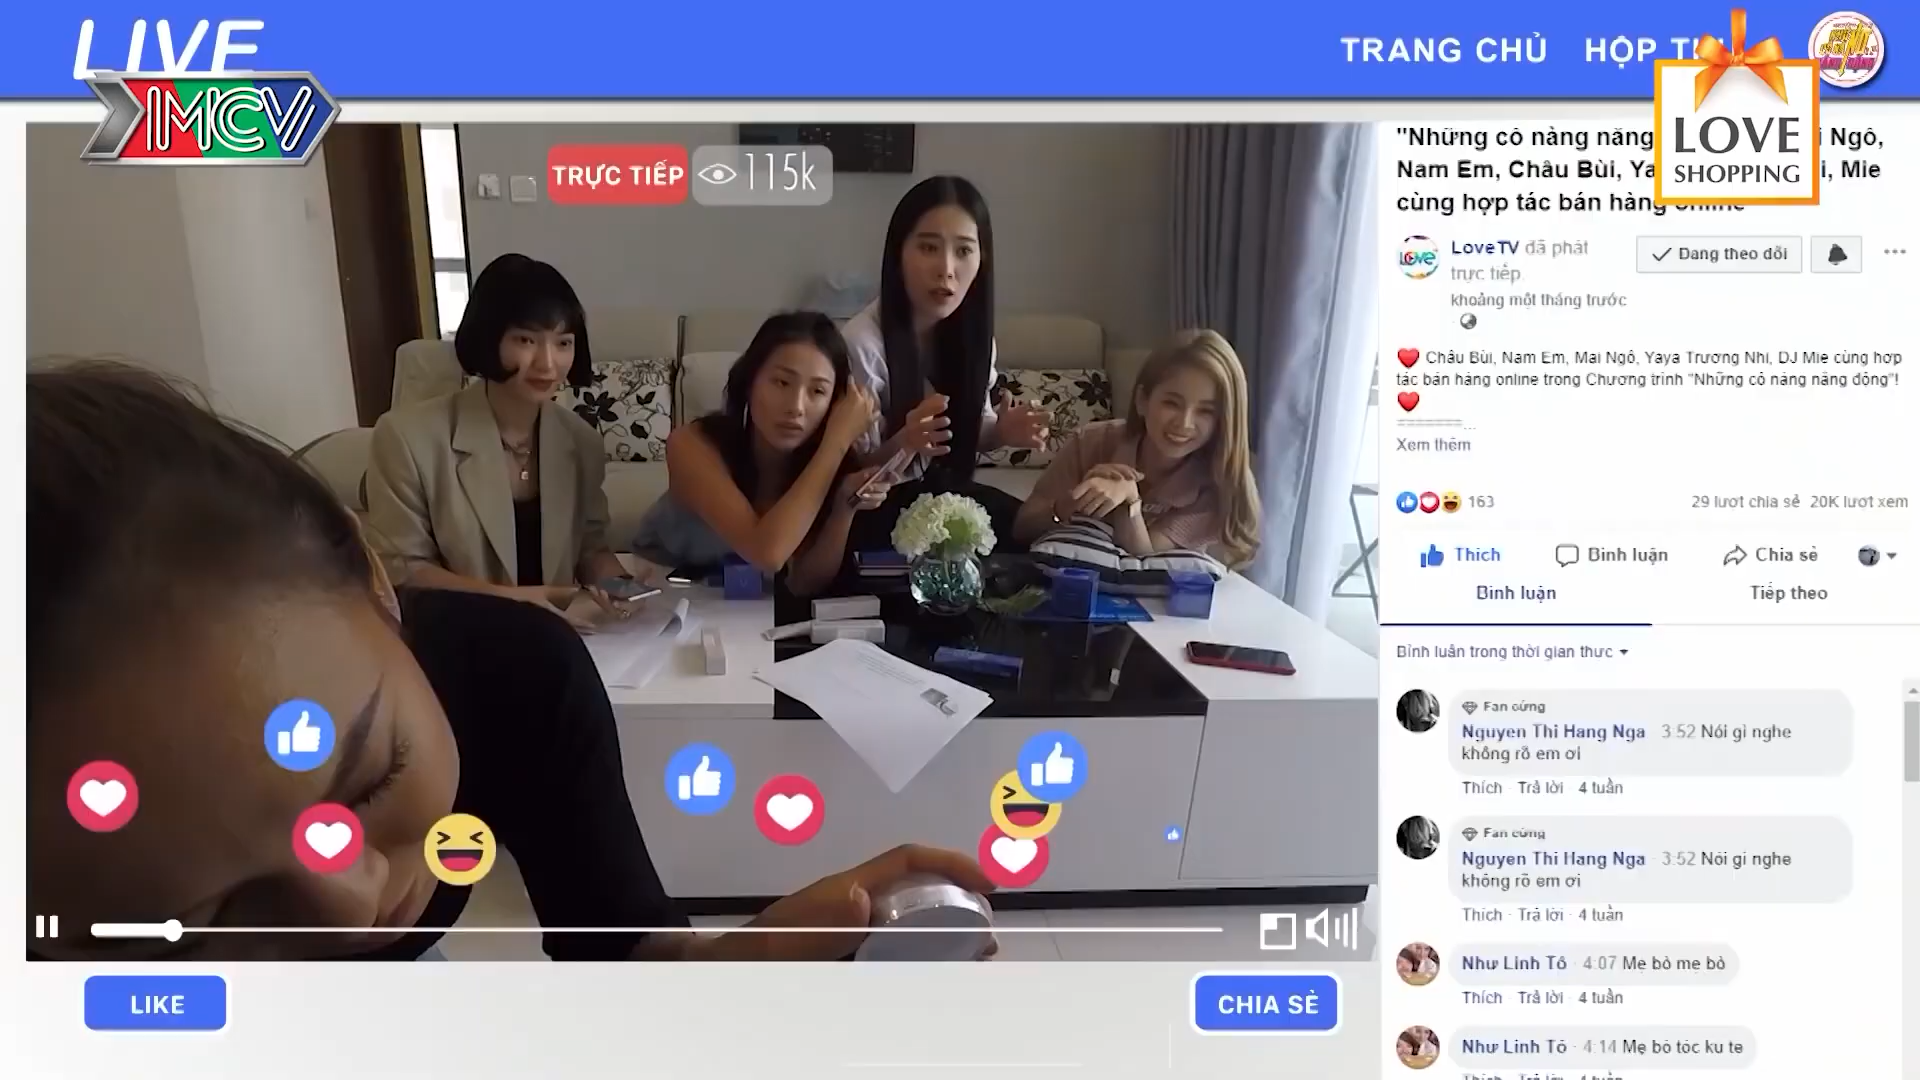 LIVE
MCV
TRANG CHỦ
HỘP
LOVE
SHOPPING
TRỰC TIẾP
115k
"Những cô nàng năng Ngô,
Nam Em, Châu Bùi, Mie
cùng hợp tác bán hàng online"
LoveTV đã phát
trực tiếp.
khoảng một tháng trước
Đang theo dõi
Châu Bùi, Nam Em, Mai Ngô, Yaya Trương Nhi, DJ Mie cùng hợp
tác bán hàng online trong Chương trình "Những cô nàng năng động"!
Xem thêm
163
29 lượt chia sẻ 20K lượt xem
Thích
Bình luận
Chia sẻ
Bình luận
Tiếp theo
Bình luận trong thời gian thực
Fan cứng
Nguyen Thi Hang Nga 3:52 Nói gì nghe
không rõ em ơi
Thích · Trả lời · 4 tuần
Fan cứng
Nguyen Thi Hang Nga 3:52 Nói gì nghe
không rõ em ơi
Thích · Trả lời · 4 tuần
Như Linh Tô · 4:07 Mẹ bỏ mẹ bỏ
Thích · Trả lời · 4 tuần
Như Linh Tô · 4:14 Mẹ bỏ tóc ku te
LIKE
CHIA SẺ